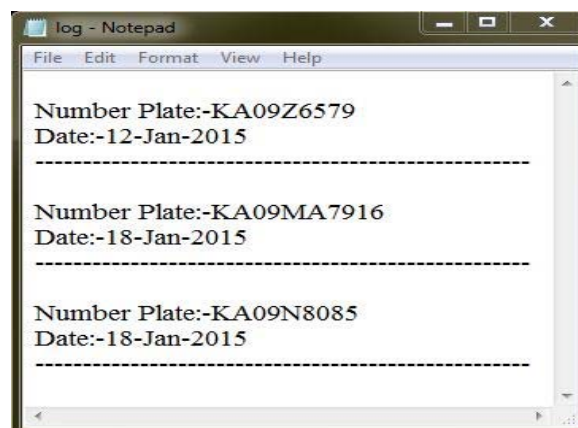 log - Notepad
File Edit Format View Help
Number Plate:-KA09Z6579
Date:-12-Jan-2015
----------------------------------------------------
Number Plate:-KA09MA7916
Date:-18-Jan-2015
----------------------------------------------------
Number Plate:-KA09N8085
Date:-18-Jan-2015
----------------------------------------------------